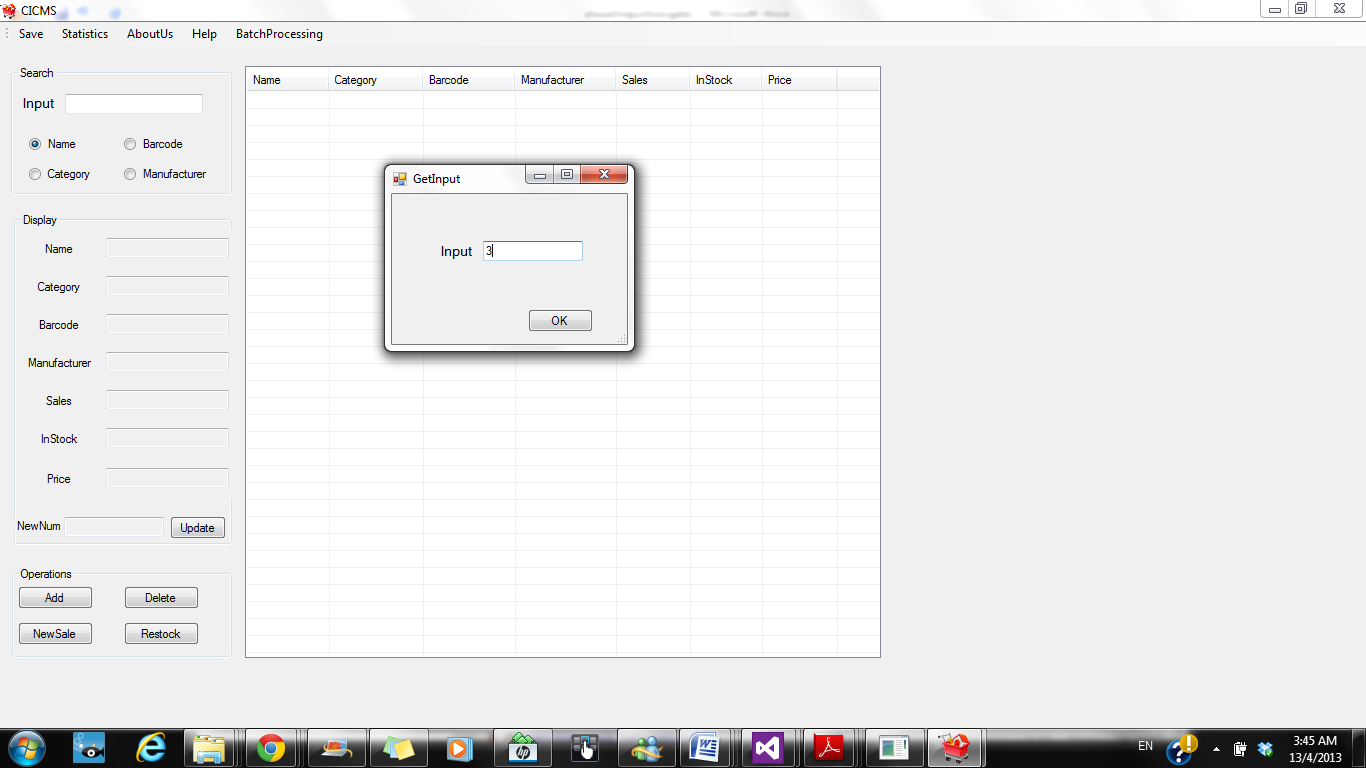 CICMS
Save Statistics AboutUs Help BatchProcessing
Search
Input
Name Barcode
Category Manufacturer
Display
Name
Category
Barcode
Manufacturer
Sales
InStock
Price
NewNum Update
Operations
Add Delete
NewSale Restock
Name Category Barcode Manufacturer Sales InStock Price
GetInput
Input 3
OK
hp
EN
3:45 AM
13/4/2013